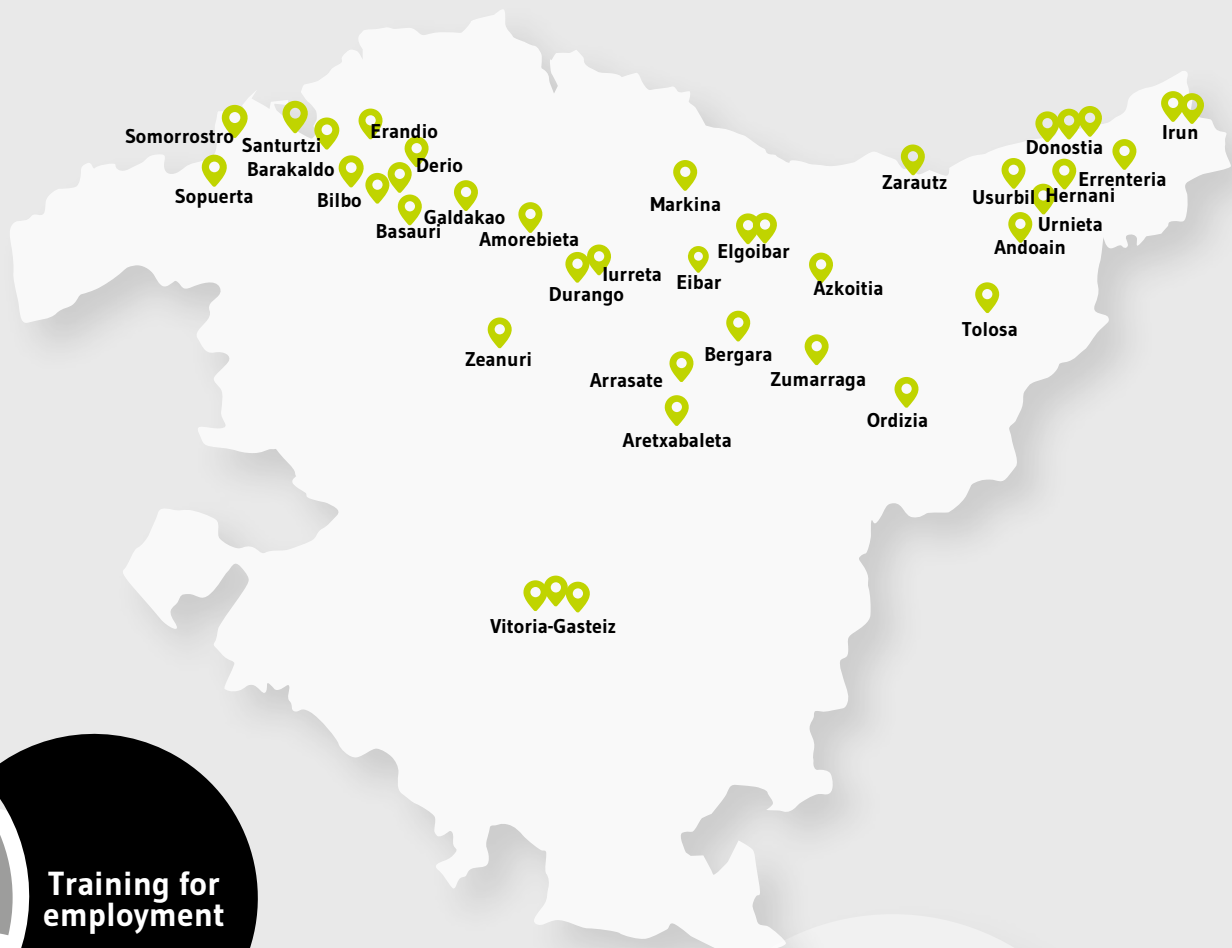 Somorrostro
Santurtzi
Erandio
Barakaldo
Derio
Sopuerta
Bilbo
Galdakao
Basauri
Amorebieta
Iurreta
Durango
Zeanuri
Markina
Elgoibar
Eibar
Azkoitia
Bergara
Arrasate
Zumarraga
Aretxabaleta
Ordizia
Zarautz
Donostia
Irun
Errenteria
Usurbil
Hernani
Urnieta
Andoain
Tolosa
Vitoria-Gasteiz
Training for
employment